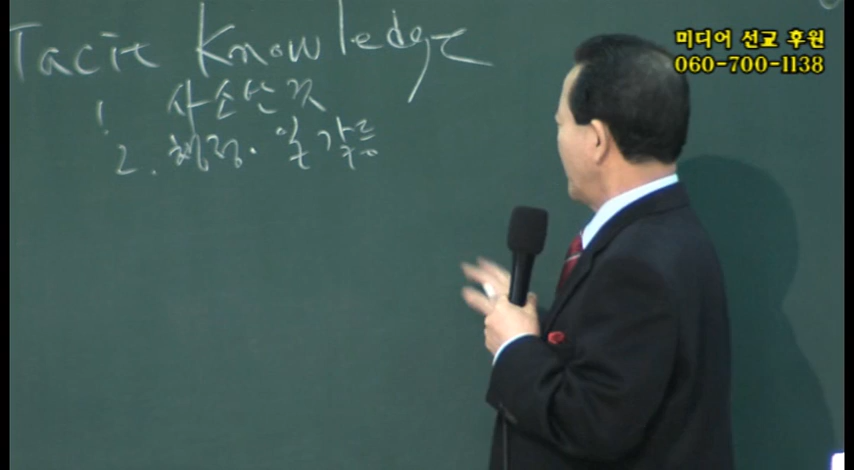 미디어 선교 후원
060-700-1138
Tacit Knowledge
1. 사소한 것
2.